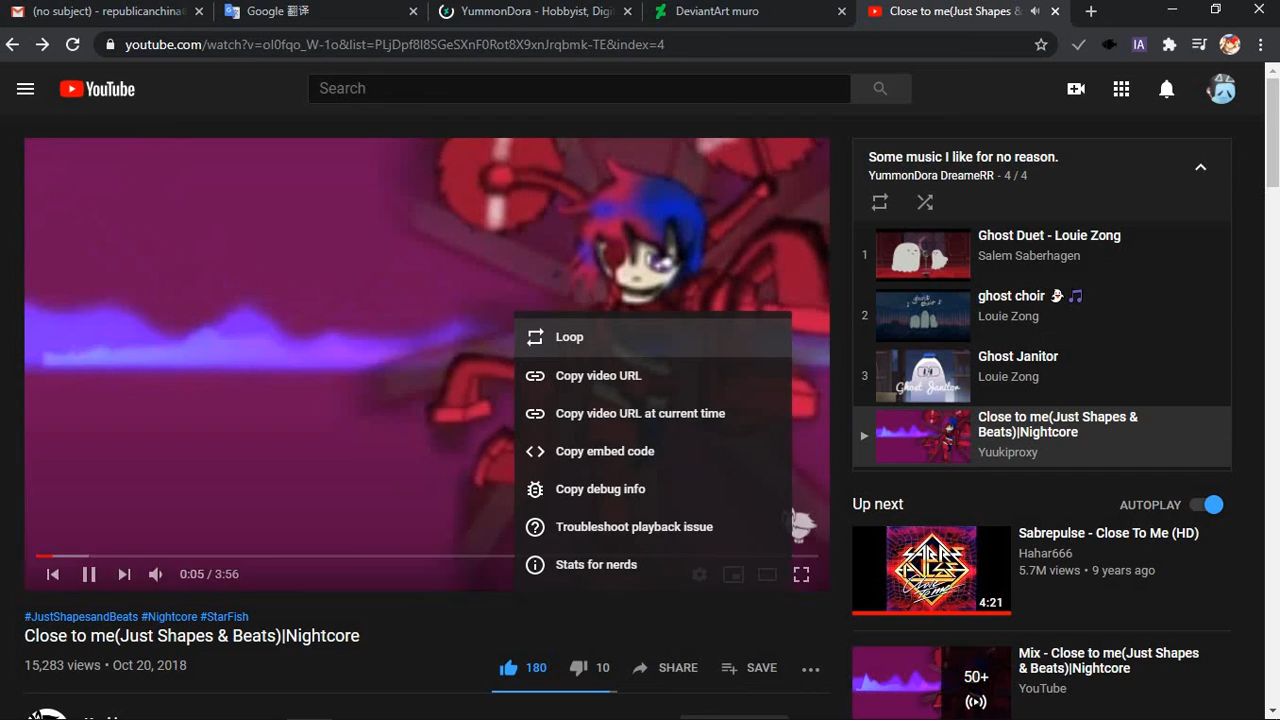 (no subject) - republicanchina
Google 翻译
YummonDora - Hobbyist, Digi
DeviantArt muro
Close to me(Just Shapes &
youtube.com/watch?v=ol0fqo_W-1o&list=PLjDpf8I8SGeSXnF0Rot8X9xnJrqbmk-TE&index=4
IA
YouTube
Search
Some music I like for no reason.
YummonDora DreameRR - 4 / 4
1
Ghost Duet - Louie Zong
Salem Saberhagen
2
ghost choir 👻🎵
Louie Zong
3
Ghost Janitor
Ghost Janitor
Louie Zong
Close to me(Just Shapes &
Beats)|Nightcore
Yuukiproxy
Loop
Copy video URL
Copy video URL at current time
Copy embed code
Copy debug info
Troubleshoot playback issue
Stats for nerds
0:05 / 3:56
Up next
AUTOPLAY
Sabrepulse - Close To Me (HD)
Hahar666
5.7M views • 9 years ago
4:21
#JustShapesandBeats #Nightcore #StarFish
Close to me(Just Shapes & Beats)|Nightcore
15,283 views • Oct 20, 2018
180
10
SHARE
SAVE
Mix - Close to me(Just Shapes
& Beats)|Nightcore
YouTube
50+